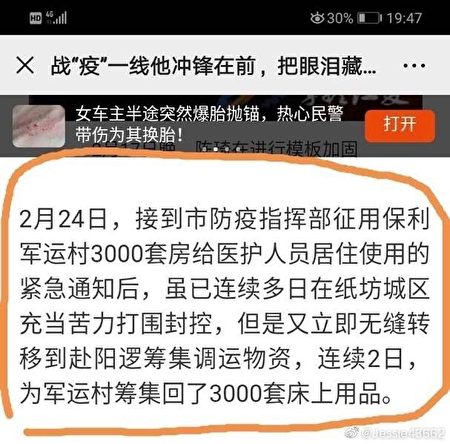 HD 4G 30% 19:47
× 战“疫”一线他冲锋在前，把眼泪藏… ···
女车主半途突然爆胎抛锚，热心民警
带伤为其换胎！
打开
陈琦在进行模板加固
2月24日，接到市防疫指挥部征用保利
军运村3000套房给医护人员居住使用的
紧急通知后，虽已连续多日在纸坊城区
充当苦力打围封控，但是又立即无缝转
移到赴阳逻筹集调运物资，连续2日，
为军运村筹集回了3000套床上用品。
@Jessie43662